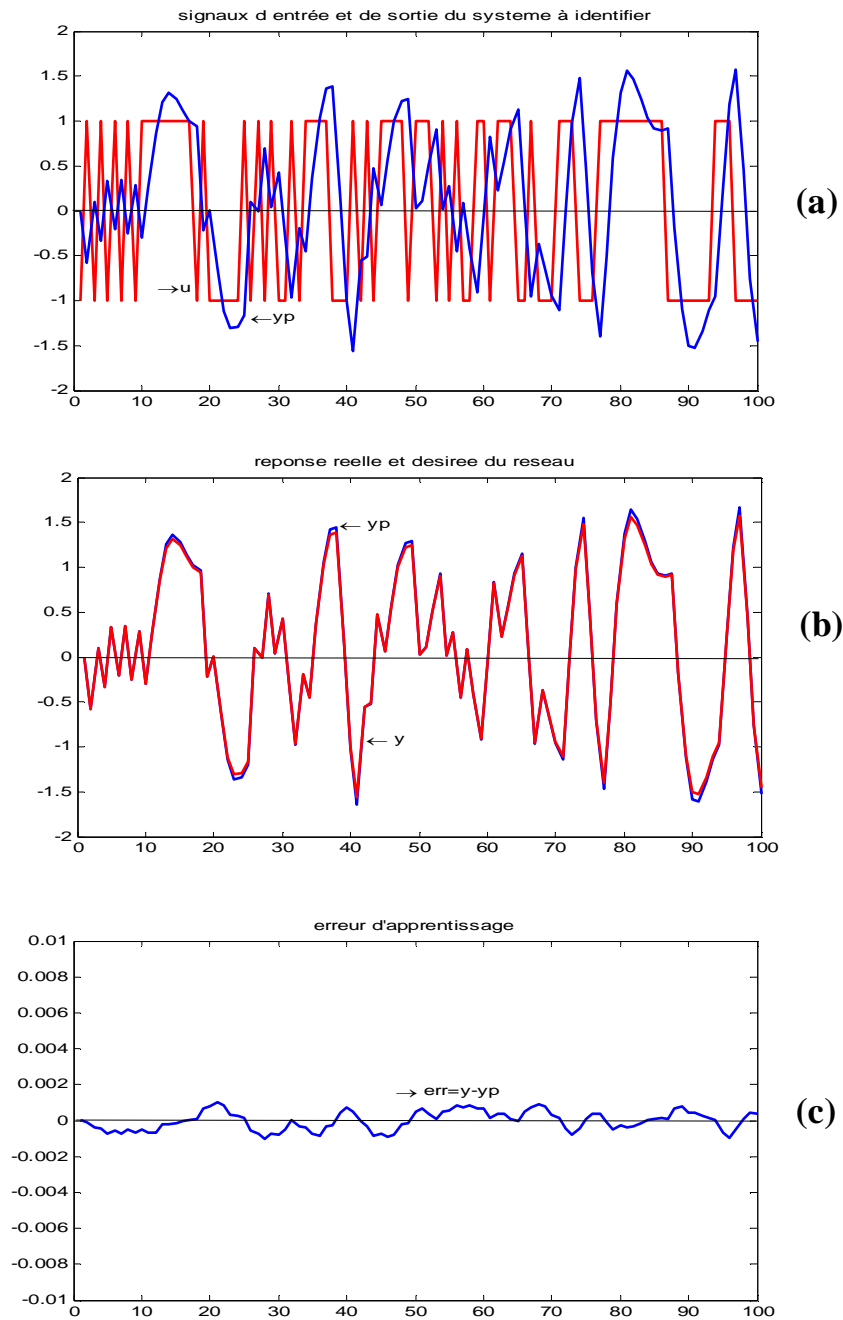 signaux d entrée et de sortie du systeme à identifier
2
1.5
1
0.5
0
-0.5
-1
-1.5
-2
→u
←yp
(a)
0 10 20 30 40 50 60 70 80 90 100
reponse reelle et desiree du reseau
2
1.5
1
0.5
0
-0.5
-1
-1.5
-2
← yp
← y
(b)
0 10 20 30 40 50 60 70 80 90 100
erreur d'apprentissage
0.01
0.008
0.006
0.004
0.002
0
-0.002
-0.004
-0.006
-0.008
-0.01
→ err=y-yp
(c)
0 10 20 30 40 50 60 70 80 90 100